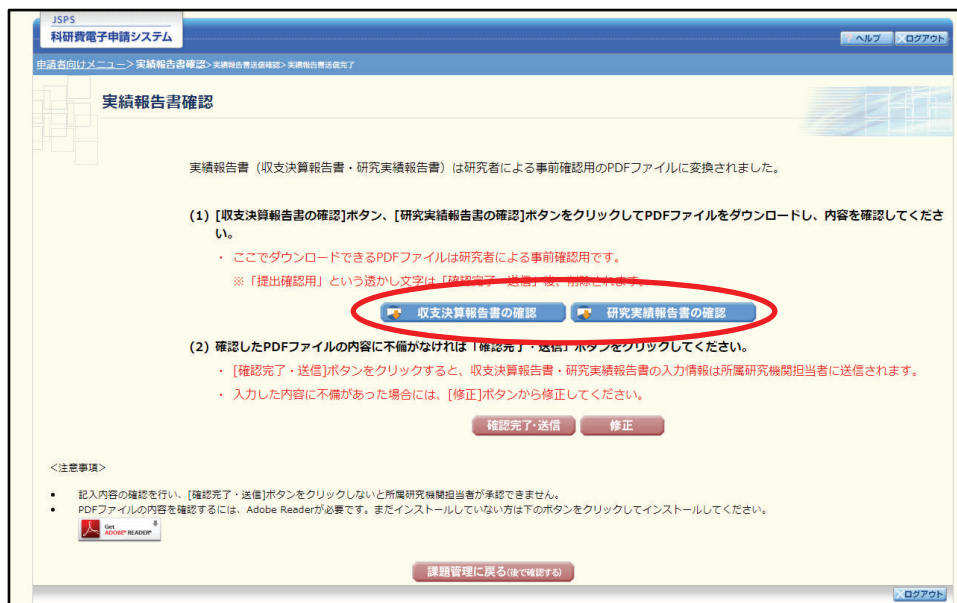 JSPS
科研費電子申請システム
ヘルプ
ログアウト
申請者向けメニュー>実績報告書確認>実績報告書送信確認>実績報告書送信完了
実績報告書確認
実績報告書（収支決算報告書・研究実績報告書）は研究者による事前確認用のPDFファイルに変換されました。
(1) [収支決算報告書の確認]ボタン、[研究実績報告書の確認]ボタンをクリックしてPDFファイルをダウンロードし、内容を確認してくださ
い。
・ ここでダウンロードできるPDFファイルは研究者による事前確認用です。
※「提出確認用」という透かし文字は「確認完了・送信」後、削除されます。
収支決算報告書の確認
研究実績報告書の確認
(2) 確認したPDFファイルの内容に不備がなければ「確認完了・送信」ボタンをクリックしてください。
・ [確認完了・送信]ボタンをクリックすると、収支決算報告書・研究実績報告書の入力情報は所属研究機関担当者に送信されます。
・ 入力した内容に不備があった場合には、[修正]ボタンから修正してください。
確認完了・送信
修正
<注意事項>
• 記入内容の確認を行い、[確認完了・送信]ボタンをクリックしないと所属研究機関担当者が承認できません。
• PDFファイルの内容を確認するには、Adobe Readerが必要です。まだインストールしていない方は下のボタンをクリックしてインストールしてください。
Get
ADOBE® READER®
課題管理に戻る(後で確認する)
ログアウト